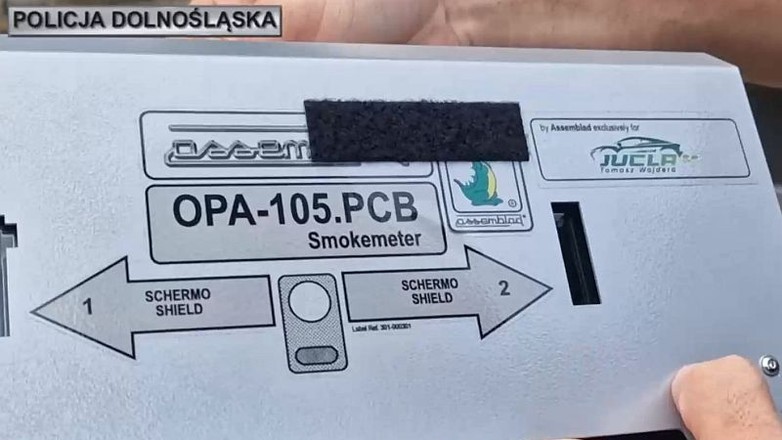 POLICJA DOLNOŚLĄSKA
by Assemblad exclusively for
JUCLA
Tomasz Wojdera
OPA-105.PCB
Smokemeter
assemblad
®
1
SCHERMO
SHIELD
SCHERMO
SHIELD
2
Label Ref. 301-000301